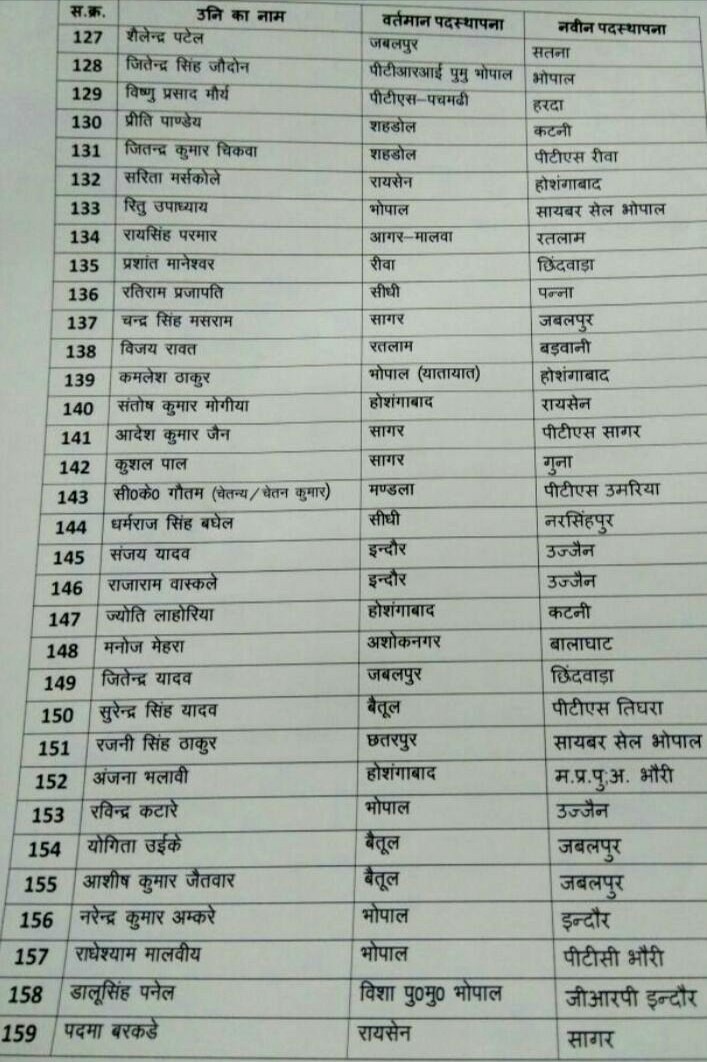 स.क्र. उनि का नाम वर्तमान पदस्थापना नवीन पदस्थापना
127 शैलेन्द्र पटेल जबलपुर सतना
128 जितेन्द्र सिंह जौदोन पीटीआरआई पुमु भोपाल भोपाल
129 विष्णु प्रसाद मौर्य पीटीएस–पचमढी हरदा
130 प्रीति पाण्डेय शहडोल कटनी
131 जितन्द्र कुमार चिकवा शहडोल पीटीएस रीवा
132 सरिता मर्सकोले रायसेन होशंगाबाद
133 रितु उपाध्याय भोपाल सायबर सेल भोपाल
134 रायसिंह परमार आगर–मालवा रतलाम
135 प्रशांत मानेश्वर रीवा छिंदवाड़ा
136 रतिराम प्रजापति सीधी पन्ना
137 चन्द्र सिंह मसराम सागर जबलपुर
138 विजय रावत रतलाम बड़वानी
139 कमलेश ठाकुर भोपाल (यातायात) होशंगाबाद
140 संतोष कुमार मोगीया होशंगाबाद रायसेन
141 आदेश कुमार जैन सागर पीटीएस सागर
142 कुशल पाल सागर गुना
143 सी0के0 गौतम (चेतन्य/चेतन कुमार) मण्डला पीटीएस उमरिया
144 धर्मराज सिंह बघेल सीधी नरसिंहपुर
145 संजय यादव इन्दौर उज्जैन
146 राजाराम वास्कले इन्दौर उज्जैन
147 ज्योति लाहोरिया होशंगाबाद कटनी
148 मनोज मेहरा अशोकनगर बालाघाट
149 जितेन्द्र यादव जबलपुर छिंदवाड़ा
150 सुरेन्द्र सिंह यादव बैतूल पीटीएस तिघरा
151 रजनी सिंह ठाकुर छतरपुर सायबर सेल भोपाल
152 अंजना भलावी होशंगाबाद म.प्र.पु.अ. भौरी
153 रविन्द्र कटारे भोपाल उज्जैन
154 योगिता उईके बैतूल जबलपुर
155 आशीष कुमार जैतवार बैतूल जबलपुर
156 नरेन्द्र कुमार अम्करे भोपाल इन्दौर
157 राधेश्याम मालवीय भोपाल पीटीसी भौरी
158 डालूसिंह पनेल विशा पु0मु0 भोपाल जीआरपी इन्दौर
159 पदमा बरकडे रायसेन सागर